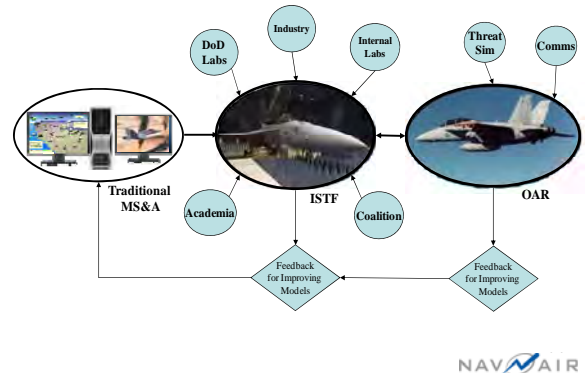 DoD
Labs
Industry
Internal
Labs
Threat
Sim
Comms
Traditional
MS&A
Academia
ISTF
Coalition
OAR
Feedback
for Improving
Models
Feedback
for Improving
Models
NAVAIR